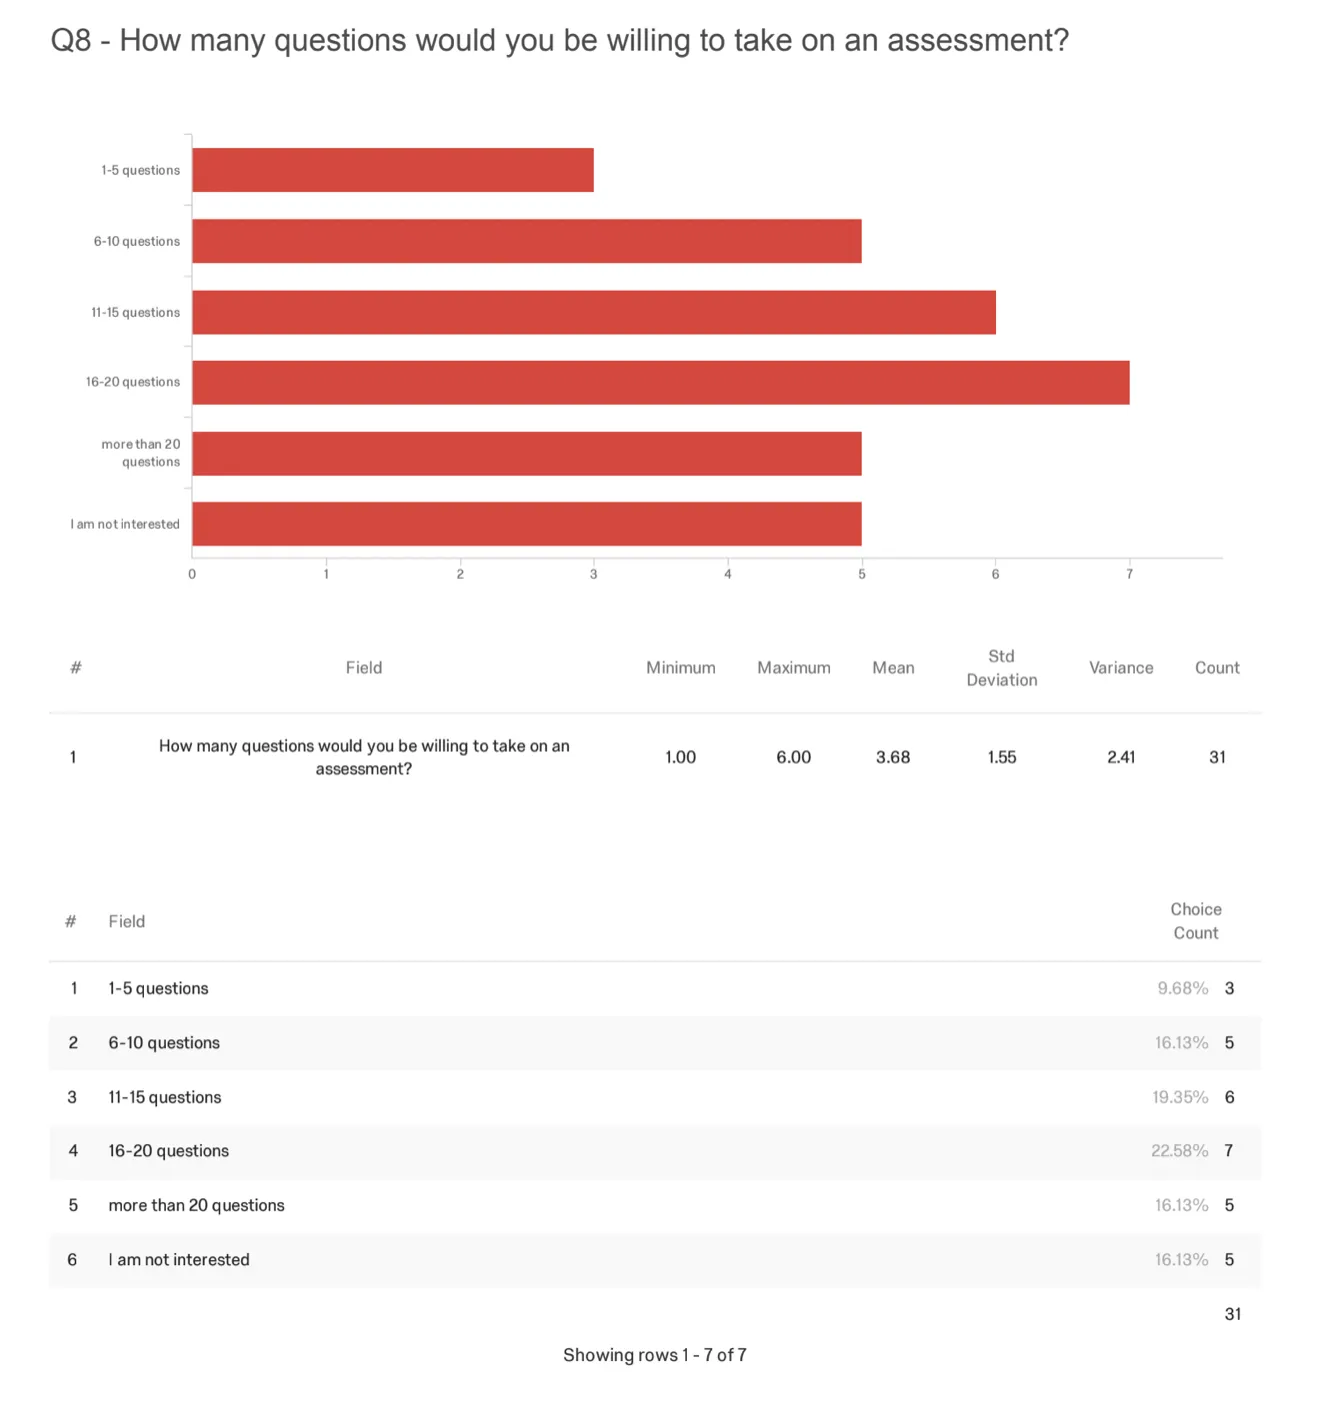 Q8 - How many questions would you be willing to take on an assessment?
1-5 questions
6-10 questions
11-15 questions
16-20 questions
more than 20
questions
I am not interested
0 1 2 3 4 5 6 7
# Field Minimum Maximum Mean Std Deviation Variance Count
1 How many questions would you be willing to take on an assessment? 1.00 6.00 3.68 1.55 2.41 31
# Field Choice Count
1 1-5 questions 9.68% 3
2 6-10 questions 16.13% 5
3 11-15 questions 19.35% 6
4 16-20 questions 22.58% 7
5 more than 20 questions 16.13% 5
6 I am not interested 16.13% 5
31
Showing rows 1 - 7 of 7